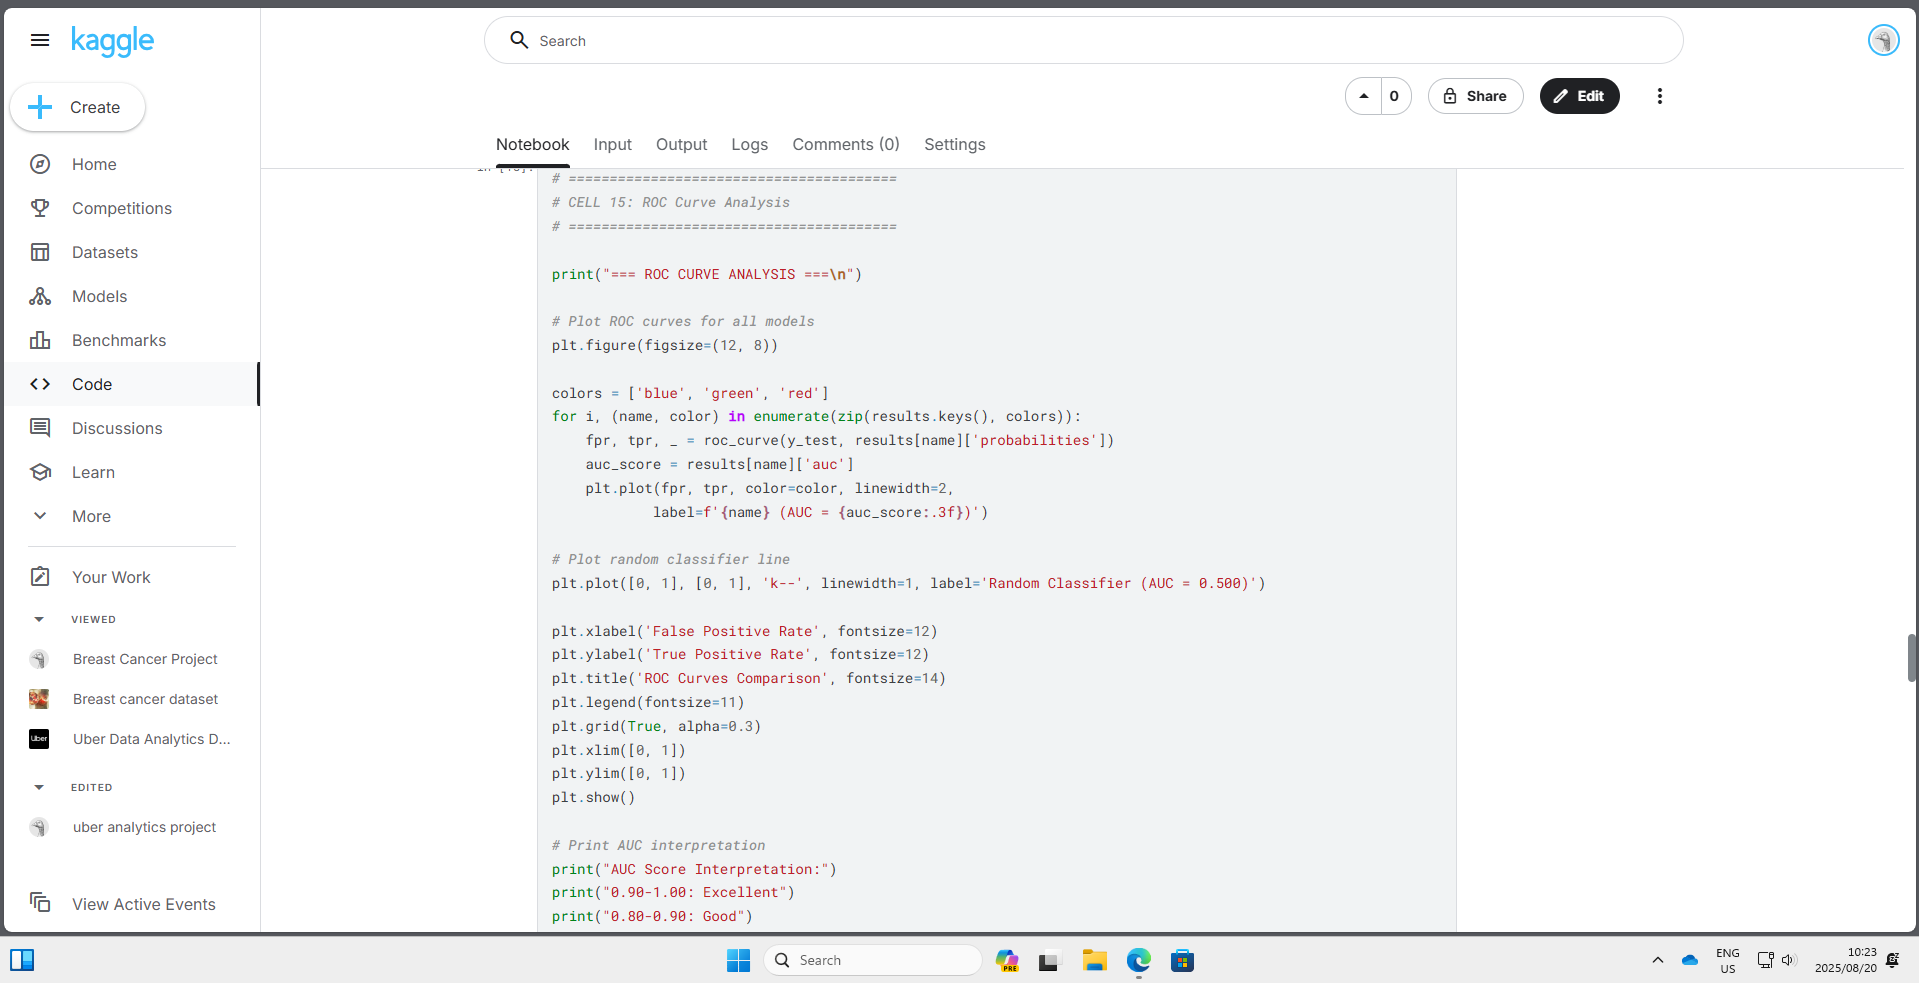 kaggle
Search
Create
0
Share
Edit
Notebook
Input
Output
Logs
Comments (0)
Settings
Home
Competitions
Datasets
Models
Benchmarks
Code
Discussions
Learn
More
Your Work
VIEWED
Breast Cancer Project
Breast cancer dataset
Uber
Uber Data Analytics D...
EDITED
uber analytics project
View Active Events
# ========================================
# CELL 15: ROC Curve Analysis
# ========================================
print("=== ROC CURVE ANALYSIS ===\n")
# Plot ROC curves for all models
plt.figure(figsize=(12, 8))
colors = ['blue', 'green', 'red']
for i, (name, color) in enumerate(zip(results.keys(), colors)):
    fpr, tpr, _ = roc_curve(y_test, results[name]['probabilities'])
    auc_score = results[name]['auc']
    plt.plot(fpr, tpr, color=color, linewidth=2,
            label=f'{name} (AUC = {auc_score:.3f})')
# Plot random classifier line
plt.plot([0, 1], [0, 1], 'k--', linewidth=1, label='Random Classifier (AUC = 0.500)')
plt.xlabel('False Positive Rate', fontsize=12)
plt.ylabel('True Positive Rate', fontsize=12)
plt.title('ROC Curves Comparison', fontsize=14)
plt.legend(fontsize=11)
plt.grid(True, alpha=0.3)
plt.xlim([0, 1])
plt.ylim([0, 1])
plt.show()
# Print AUC interpretation
print("AUC Score Interpretation:")
print("0.90-1.00: Excellent")
print("0.80-0.90: Good")
Search
PRE
ENG
US
10:23
2025/08/20